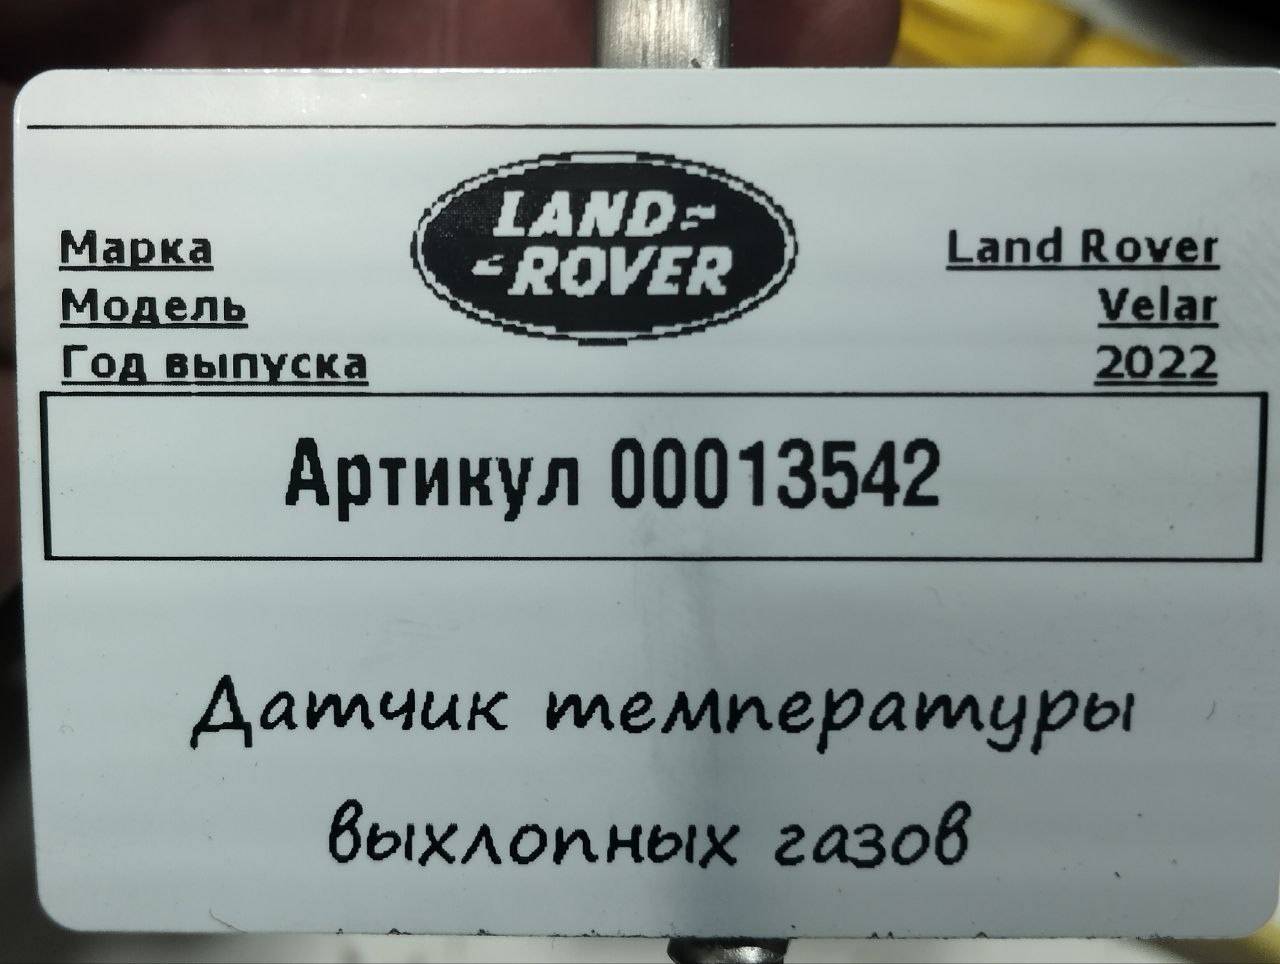 LAND
ROVER
Марка Land Rover
Модель Velar
Год выпуска 2022
Артикул 00013542
Датчик температуры
выхлопных газов